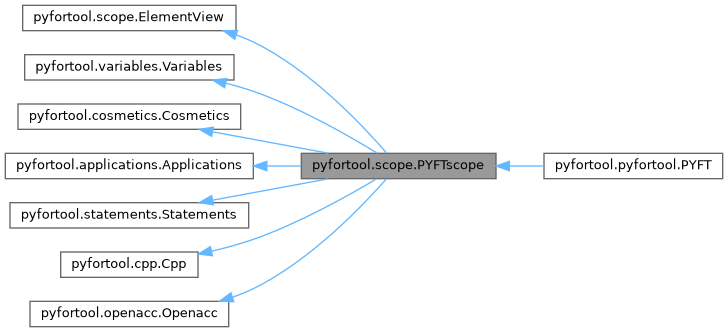 pyfortool.scope.ElementView
pyfortool.variables.Variables
pyfortool.cosmetics.Cosmetics
pyfortool.applications.Applications
pyfortool.statements.Statements
pyfortool.cpp.Cpp
pyfortool.openacc.Openacc
pyfortool.scope.PYFTscope
pyfortool.pyfortool.PYFT